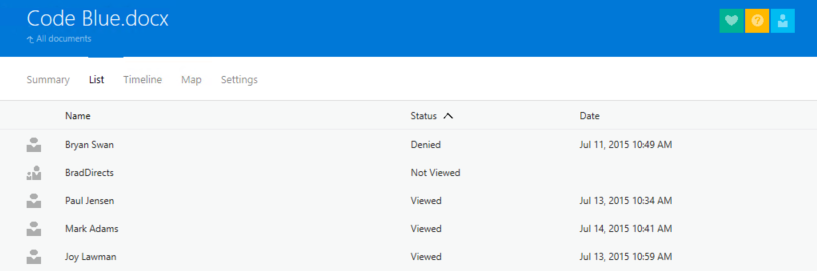 Code Blue.docx
All documents
Summary List Timeline Map Settings
Name Status Date
Bryan Swan Denied Jul 11, 2015 10:49 AM
BradDirects Not Viewed
Paul Jensen Viewed Jul 13, 2015 10:34 AM
Mark Adams Viewed Jul 14, 2015 10:41 AM
Joy Lawman Viewed Jul 13, 2015 10:59 AM